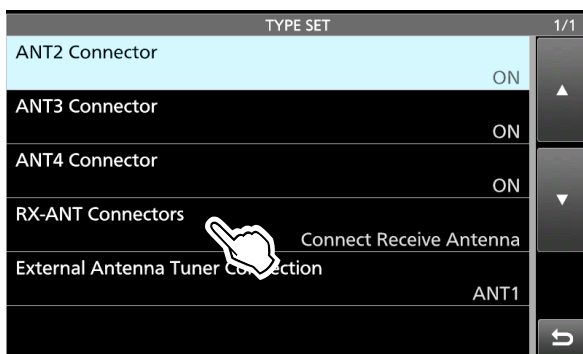 TYPE SET
1/1
ANT2 Connector
ON
ANT3 Connector
ON
ANT4 Connector
ON
RX-ANT Connectors
Connect Receive Antenna
External Antenna Tuner Connection
ANT1